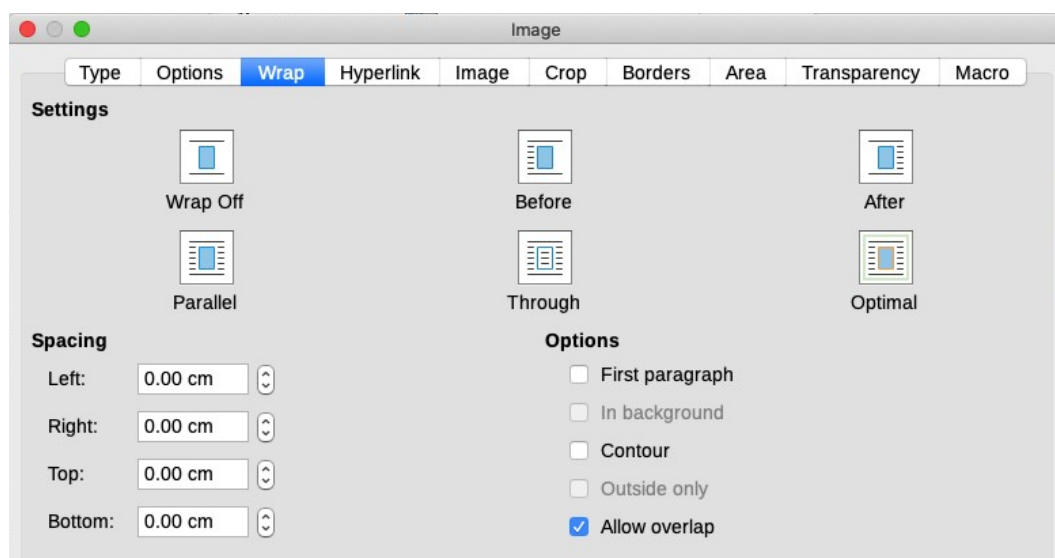 Image
Type Options Wrap Hyperlink Image Crop Borders Area Transparency Macro
Settings
Wrap Off Before After
Parallel Through Optimal
Spacing Options
Left: 0.00 cm First paragraph
In background
Right: 0.00 cm
Contour
Top: 0.00 cm
Outside only
Bottom: 0.00 cm Allow overlap